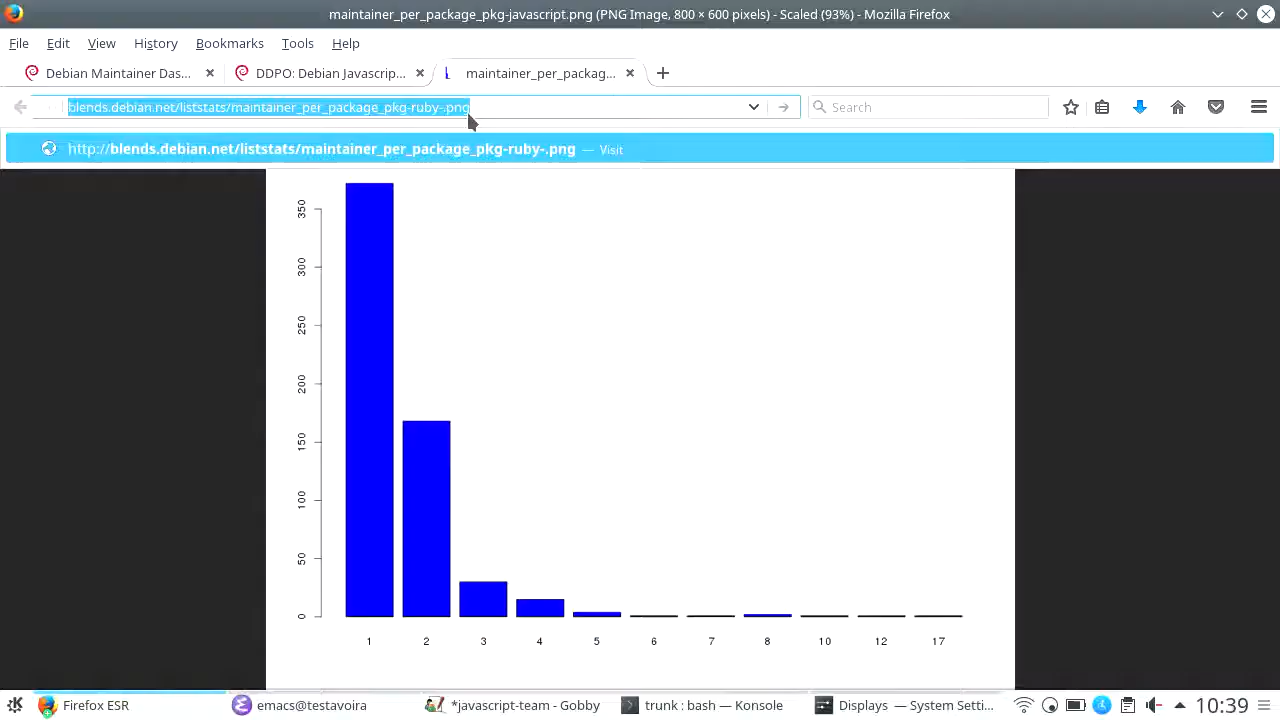 maintainer_per_package_pkg-javascript.png (PNG Image, 800 × 600 pixels) - Scaled (93%) - Mozilla Firefox
File Edit View History Bookmarks Tools Help
Debian Maintainer Das... DDPO: Debian Javascrip... maintainer_per_packag...
blends.debian.net/liststats/maintainer_per_package_pkg-ruby-.png Search
http://blends.debian.net/liststats/maintainer_per_package_pkg-ruby-.png — Visit
350
300
250
200
150
100
50
0
1 2 3 4 5 6 7 8 10 12 17
Firefox ESR emacs@testavoira *javascript-team - Gobby trunk : bash — Konsole Displays — System Setti... 10:39